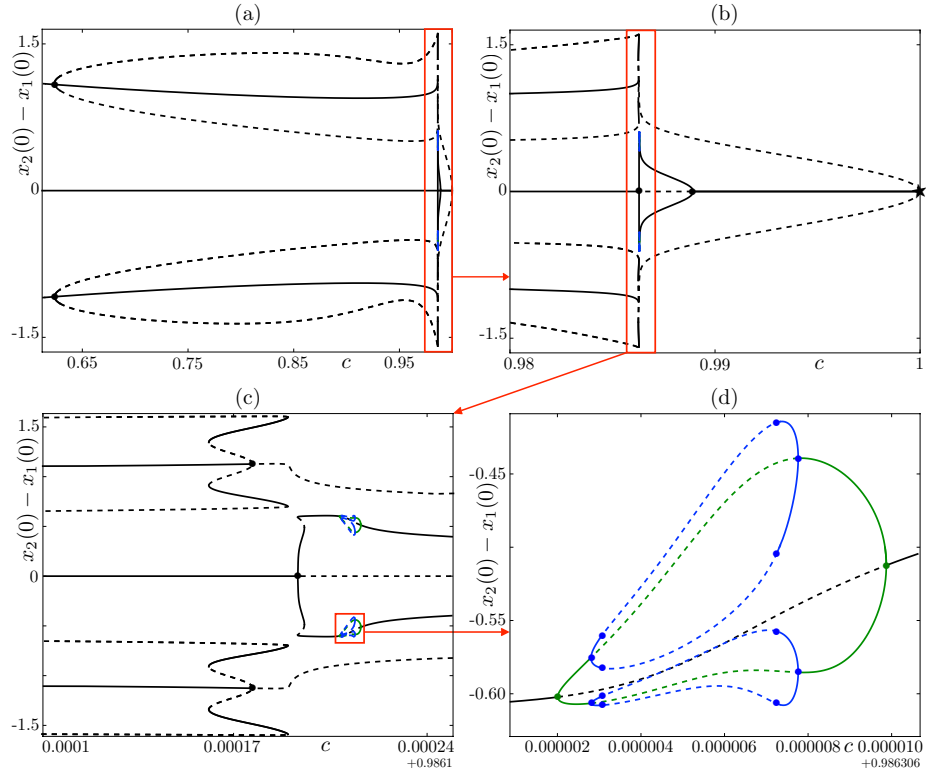 (a)
x₂(0) − x₁(0)
1.5
0
-1.5
0.65 0.75 0.85 c 0.95
(b)
x₂(0) − x₁(0)
1.5
0
-1.5
0.98 0.99 c 1
(c)
x₂(0) − x₁(0)
1.5
0
-1.5
0.0001 0.00017 c 0.00024
+0.9861
(d)
x₂(0) − x₁(0)
-0.45
-0.55
-0.60
0.000002 0.000004 0.000006 0.000008 c 0.000010
+0.986306